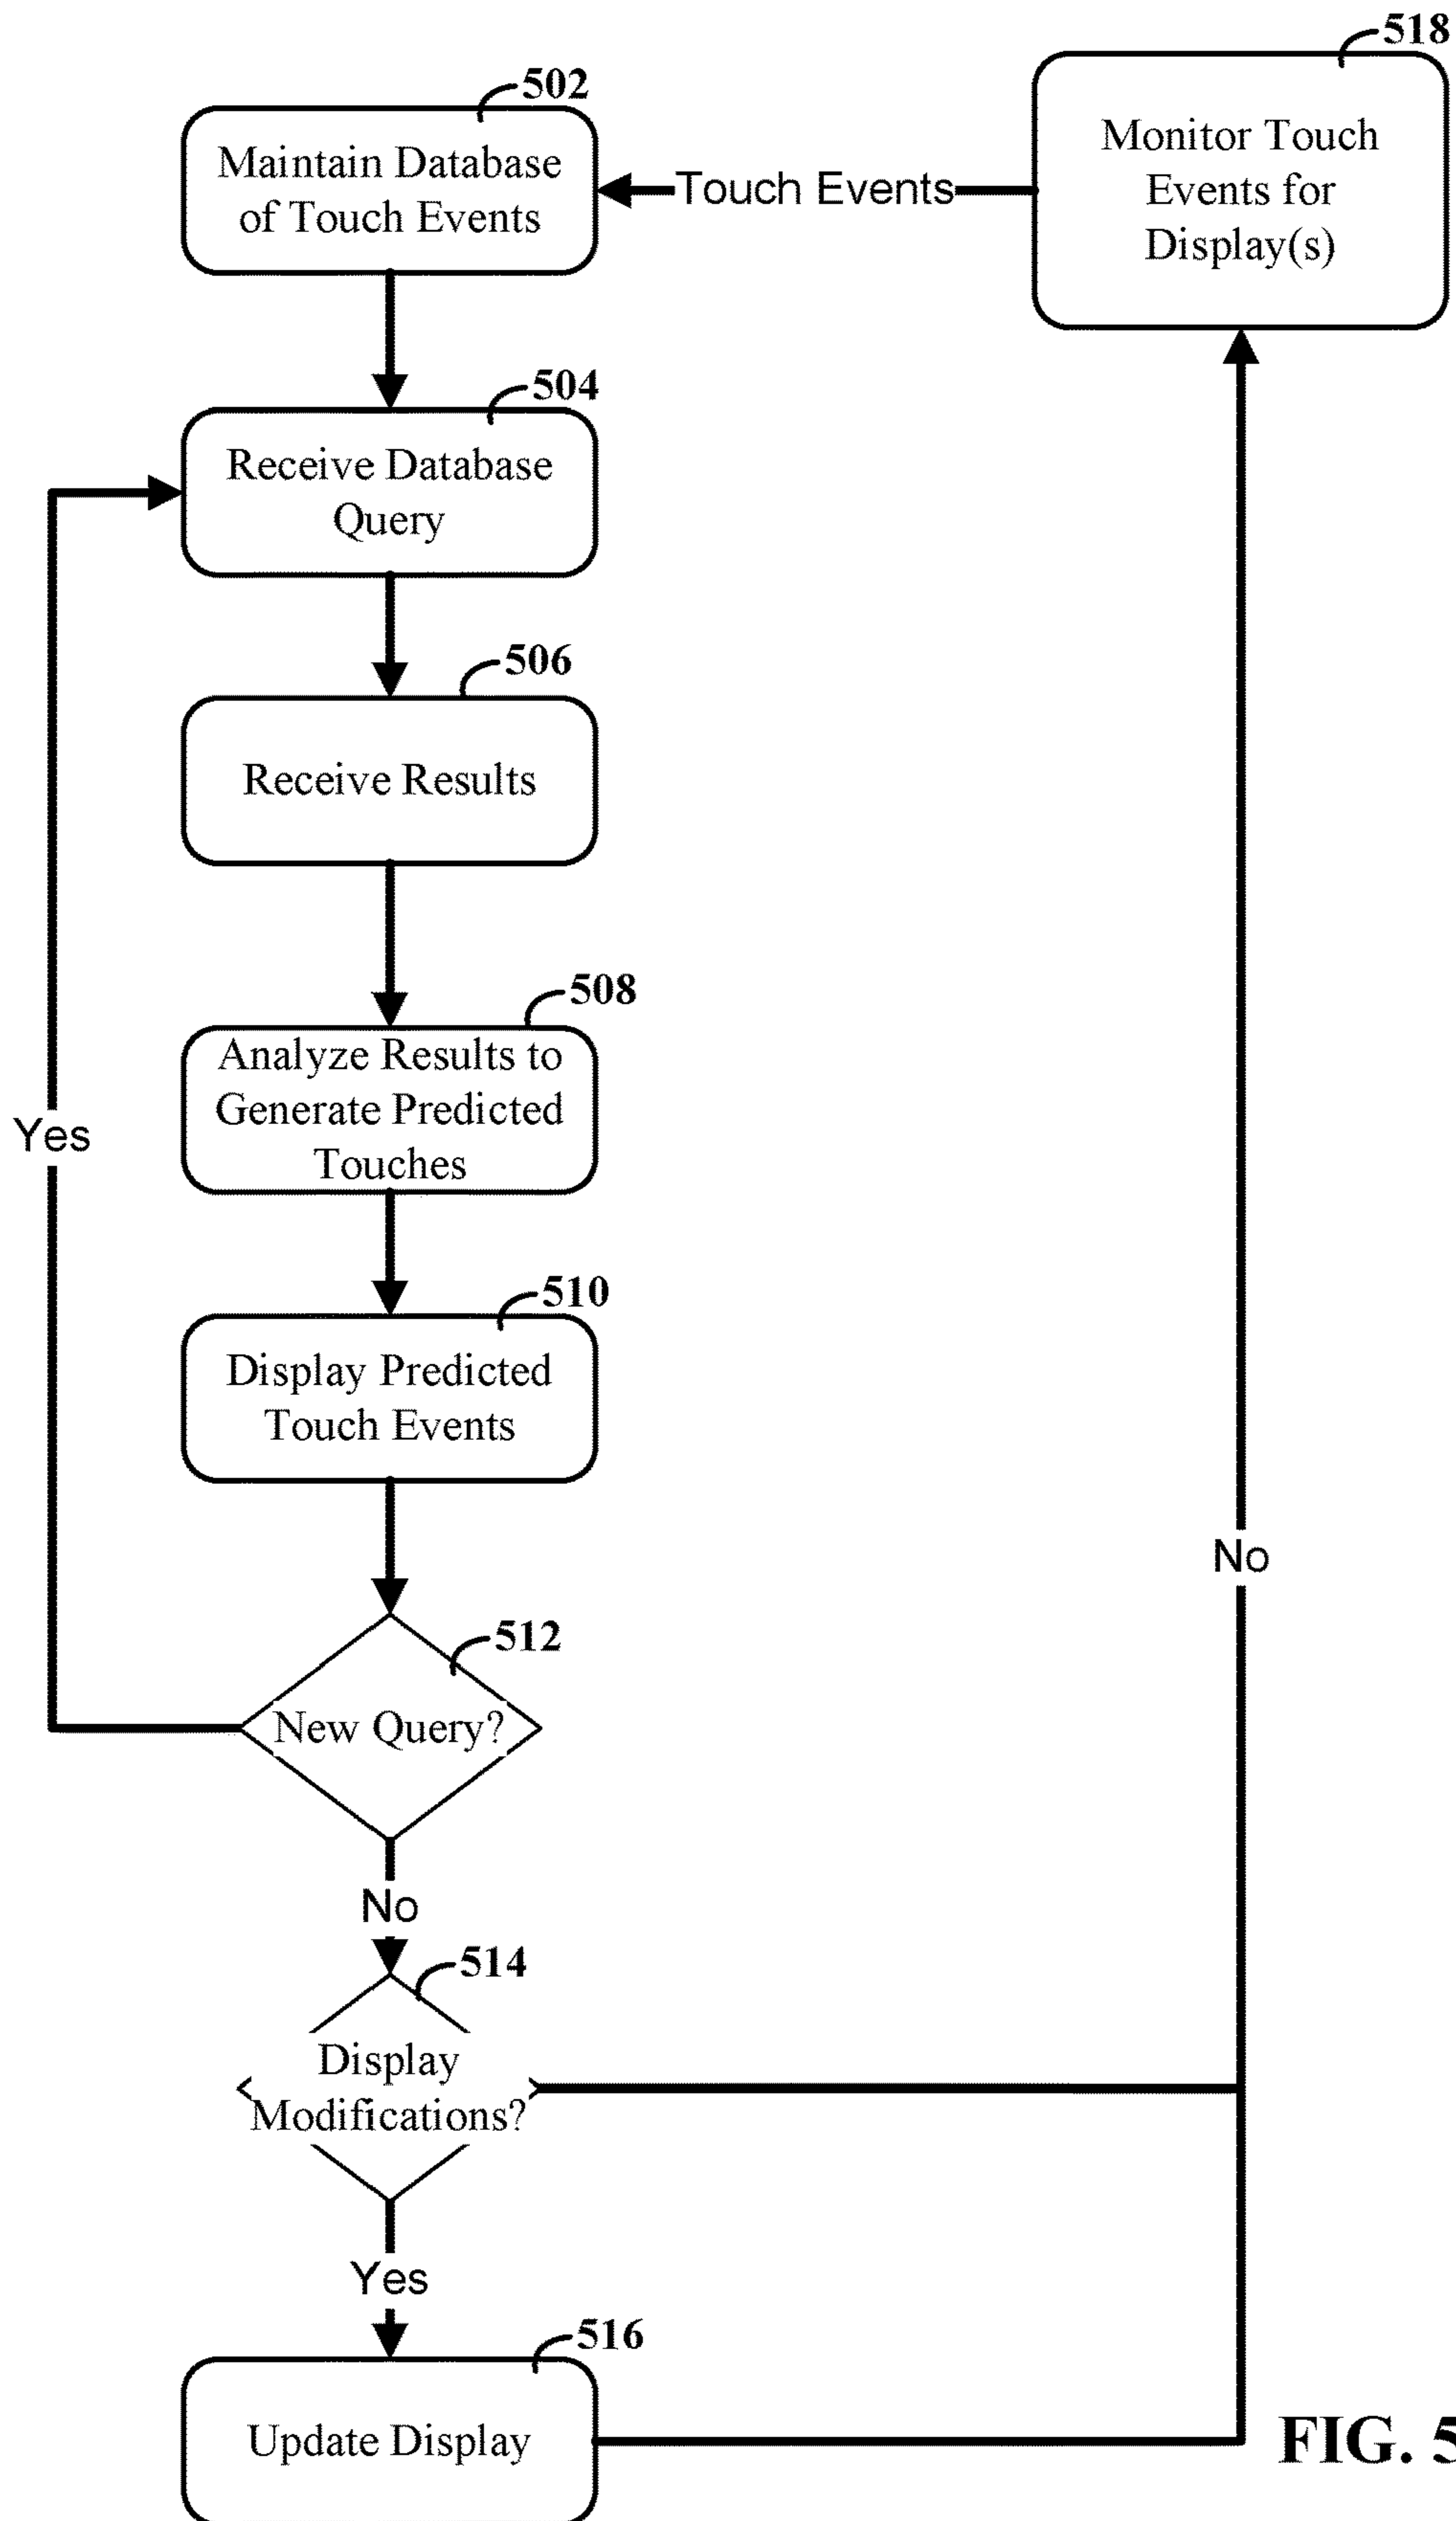 518
502
Maintain Database
of Touch Events
Touch Events
Monitor Touch
Events for
Display(s)
504
Receive Database
Query
506
Receive Results
508
Analyze Results to
Generate Predicted
Touches
Yes
510
Display Predicted
Touch Events
No
512
New Query?
No
514
Display
Modifications?
Yes
516
Update Display
FIG. 5